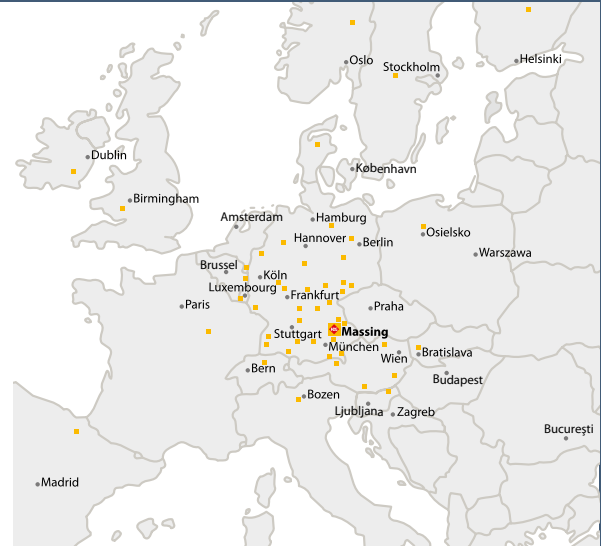 Helsinki
Oslo
Stockholm
Dublin
København
Birmingham
Amsterdam
Hamburg
Osielsko
Hannover
Berlin
Warszawa
Brussel
Köln
Luxembourg
Frankfurt
Paris
Praha
Massing
Stuttgart
München
Wien
Bratislava
Bern
Budapest
Bozen
Ljubljana
Zagreb
Bucureşti
Madrid